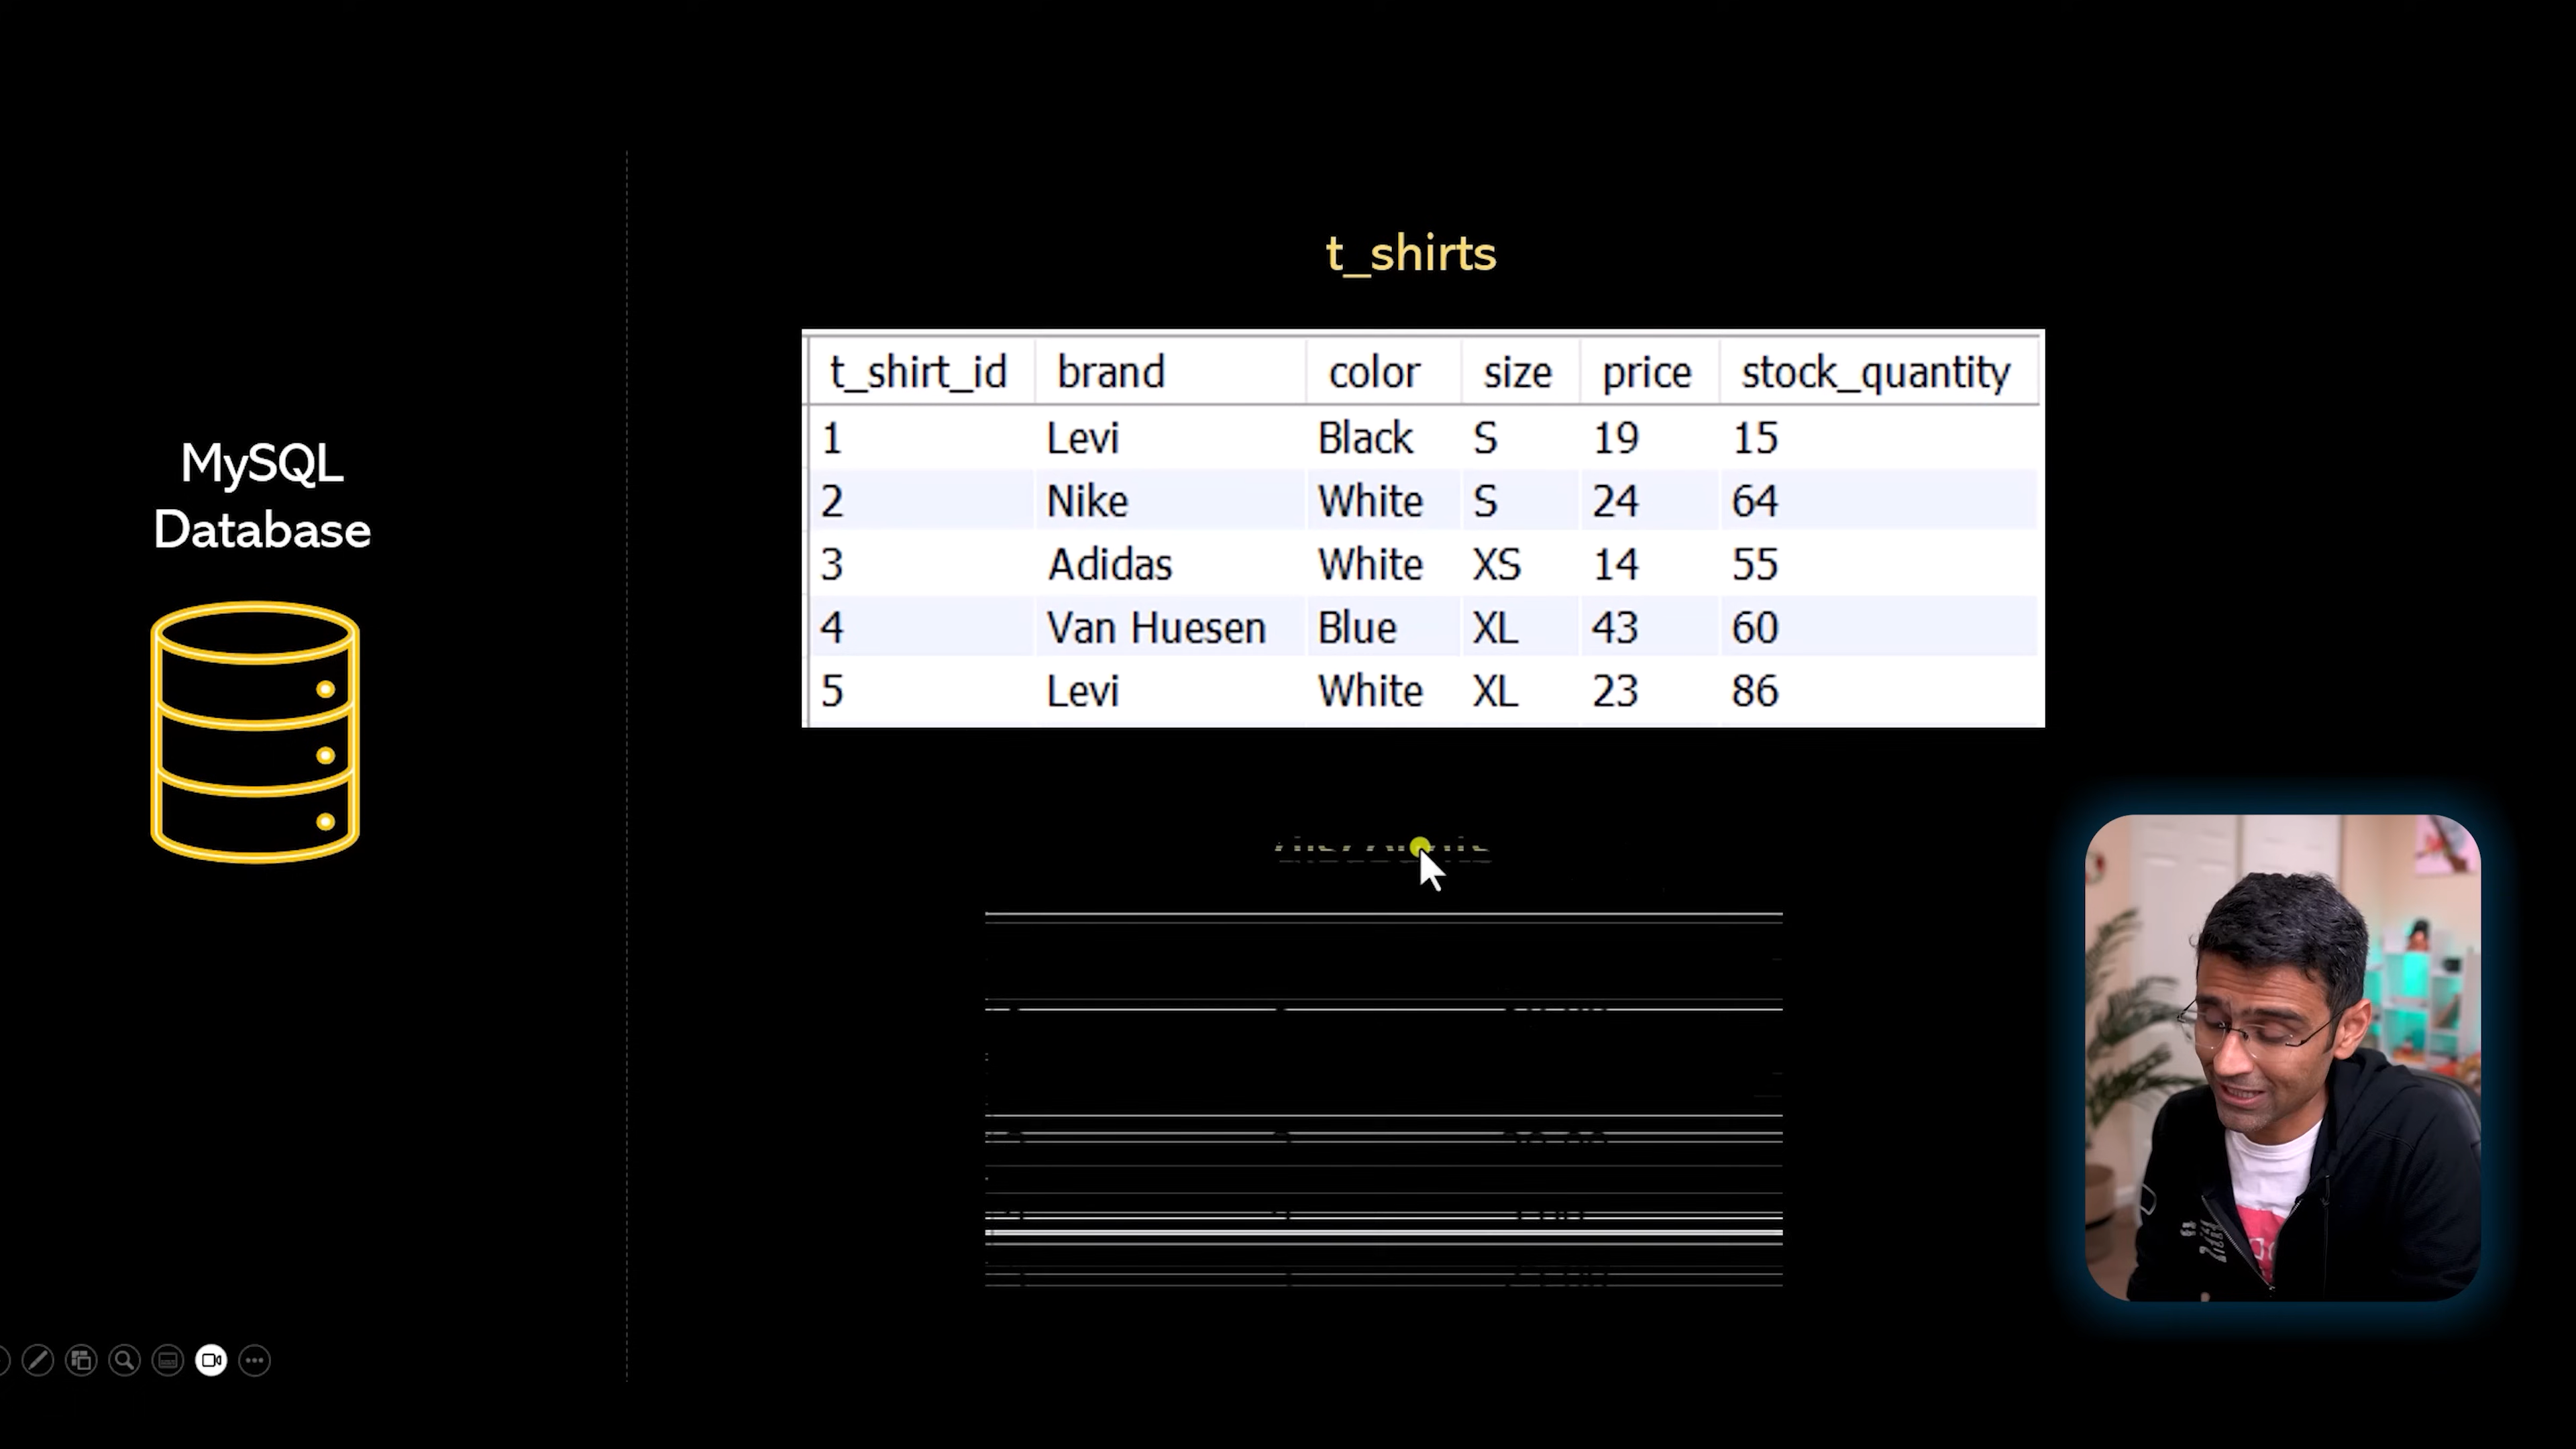 t_shirts
t_shirt_id brand color size price stock_quantity
1 Levi Black S 19 15
2 Nike White S 24 64
3 Adidas White XS 14 55
4 Van Huesen Blue XL 43 60
5 Levi White XL 23 86
MySQL
Database